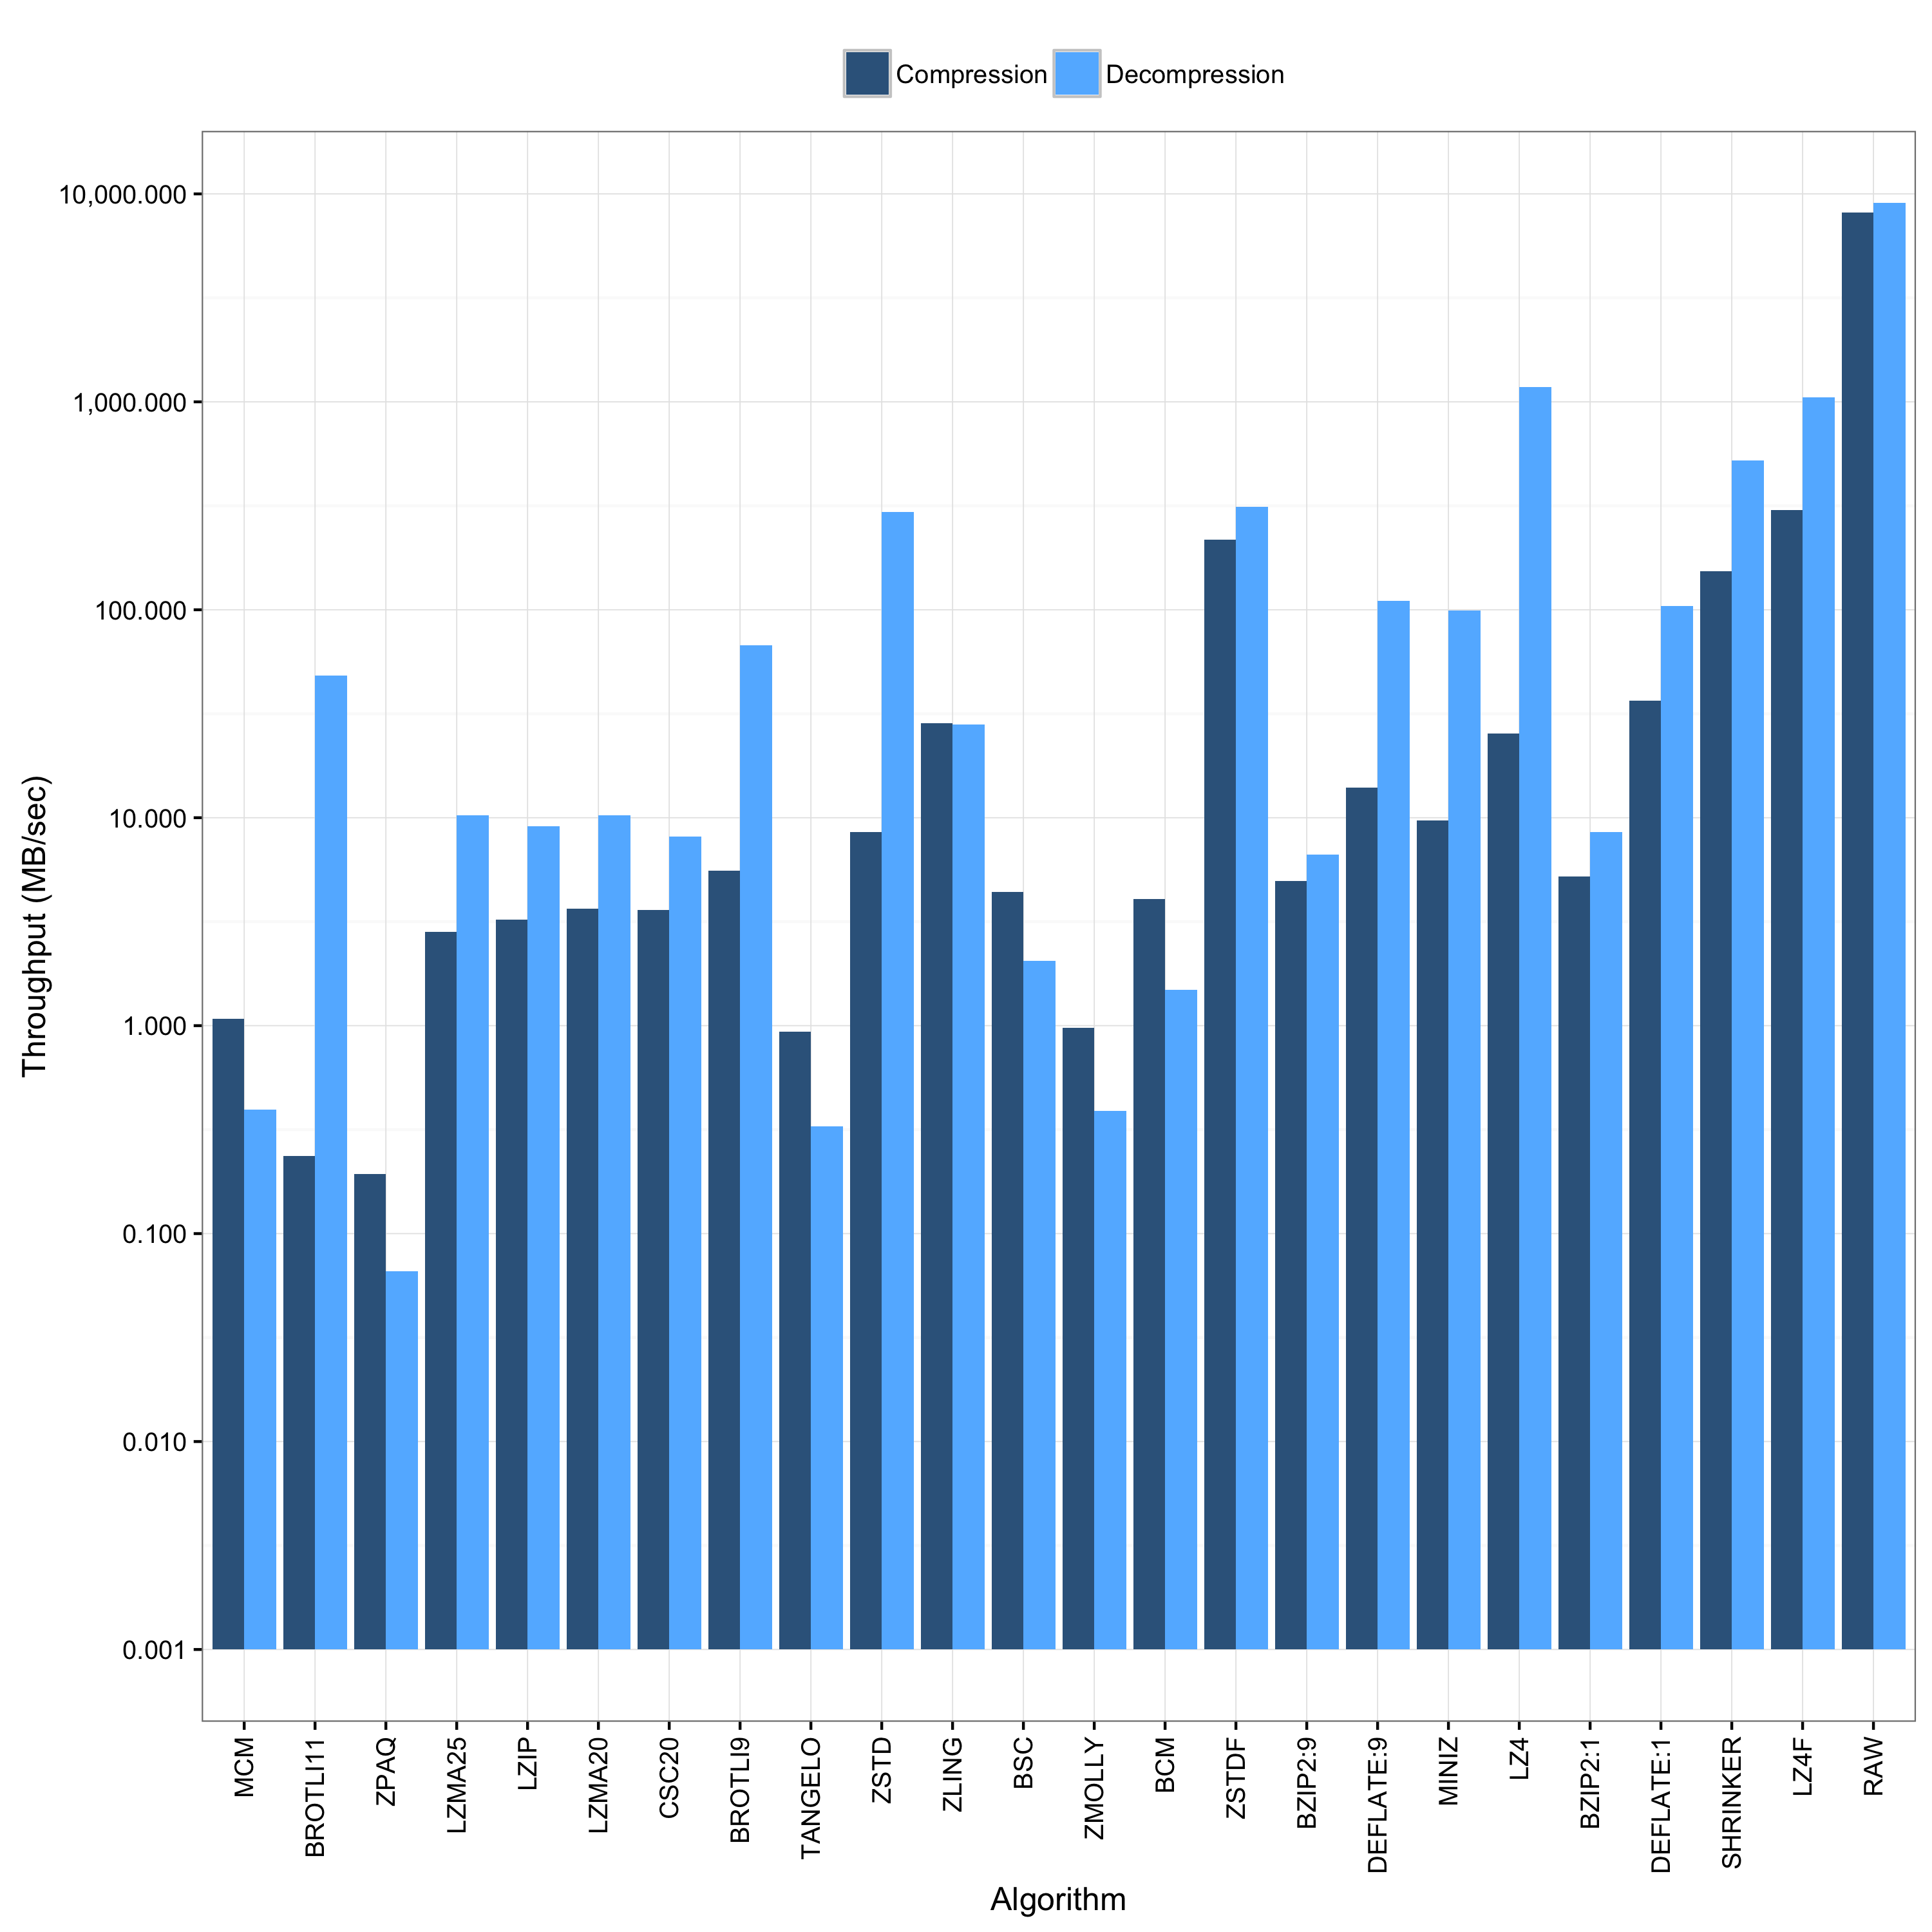 Compression Decompression
Throughput (MB/sec)
10,000.000
1,000.000
100.000
10.000
1.000
0.100
0.010
0.001
MCM
BROTLI11
ZPAQ
LZMA25
LZIP
LZMA20
CSC20
BROTLI9
TANGELO
ZSTD
ZLING
BSC
ZMOLLY
BCM
ZSTDF
BZIP2:9
DEFLATE:9
MINIZ
LZ4
BZIP2:1
DEFLATE:1
SHRINKER
LZ4F
RAW
Algorithm